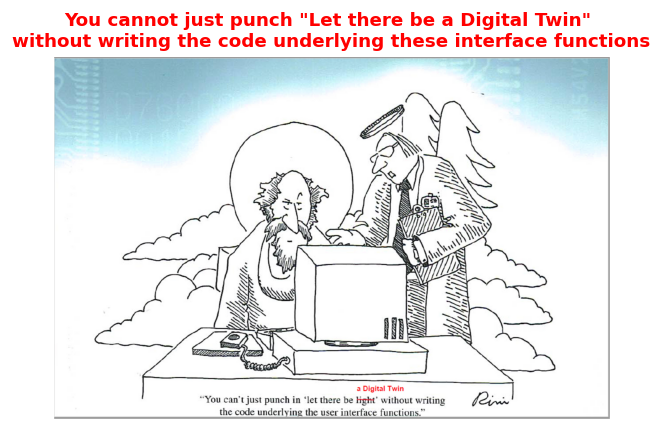 You cannot just punch "Let there be a Digital Twin"
without writing the code underlying these interface functions
a Digital Twin
“You can't just punch in ‘let there be light’ without writing
the code underlying the user interface functions.”
Rini